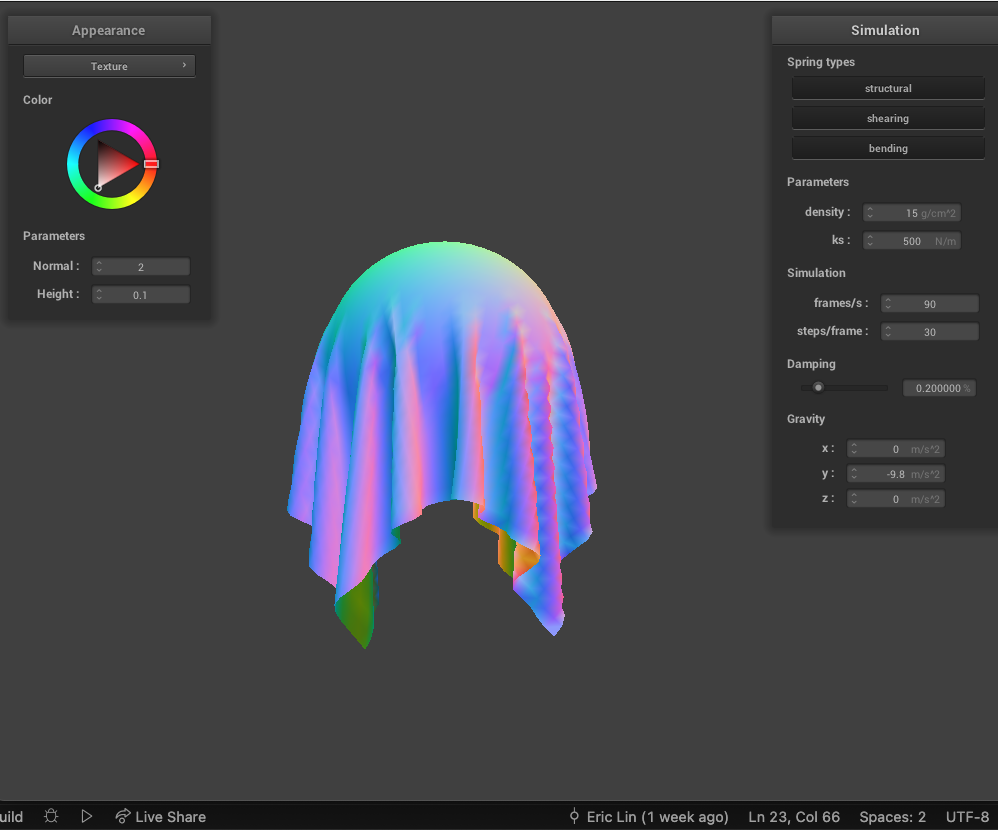 Appearance
Texture
Color
Parameters
Normal :
2
Height :
0.1
Simulation
Spring types
structural
shearing
bending
Parameters
density :
15 g/cm^2
ks :
500 N/m
Simulation
frames/s :
90
steps/frame :
30
Damping
0.200000 %
Gravity
x :
0 m/s^2
y :
-9.8 m/s^2
z :
0 m/s^2
uild
Live Share
Eric Lin (1 week ago)
Ln 23, Col 66
Spaces: 2
UTF-8